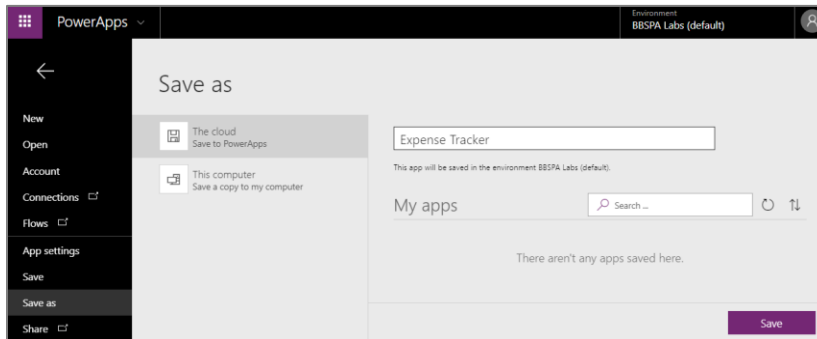 PowerApps
Environment
BBSPA Labs (default)
Save as
New
Open
Account
Connections
Flows
App settings
Save
Save as
Share
The cloud
Save to PowerApps
This computer
Save a copy to my computer
Expense Tracker
This app will be saved in the environment BBSPA Labs (default).
My apps
Search ...
There aren't any apps saved here.
Save